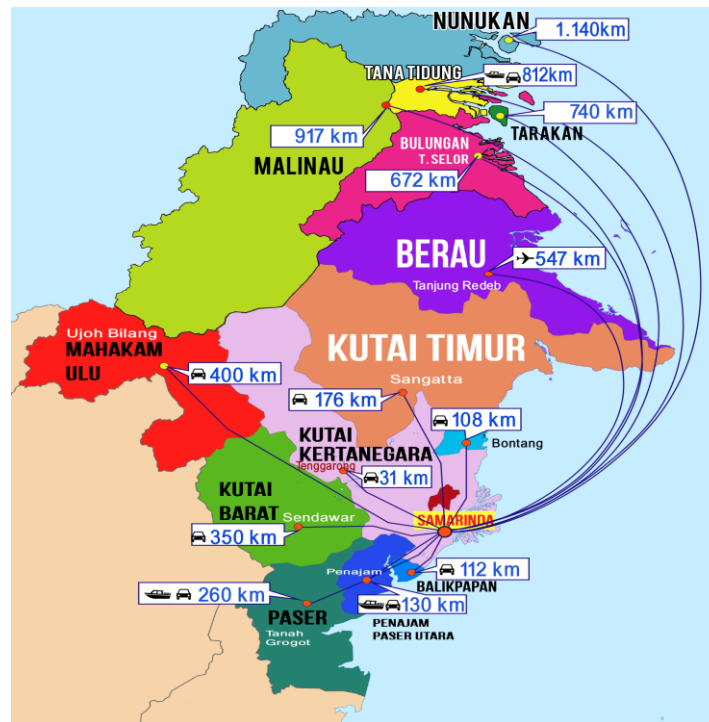 NUNUKAN
1.140km
TANA TIDUNG
812km
740 km
TARAKAN
917 km
MALINAU
BULUNGAN
T. SELOR
672 km
BERAU
547 km
Tanjung Redeb
Ujoh Bilang
MAHAKAM
ULU
400 km
KUTAI TIMUR
Sangatta
176 km
108 km
Bontang
KUTAI
KERTANEGARA
Tenggarong
31 km
KUTAI
BARAT
Sendawar
350 km
SAMARINDA
Penajam
112 km
BALIKPAPAN
260 km
130 km
PASER
Tanah
Grogot
PENAJAM
PASER UTARA